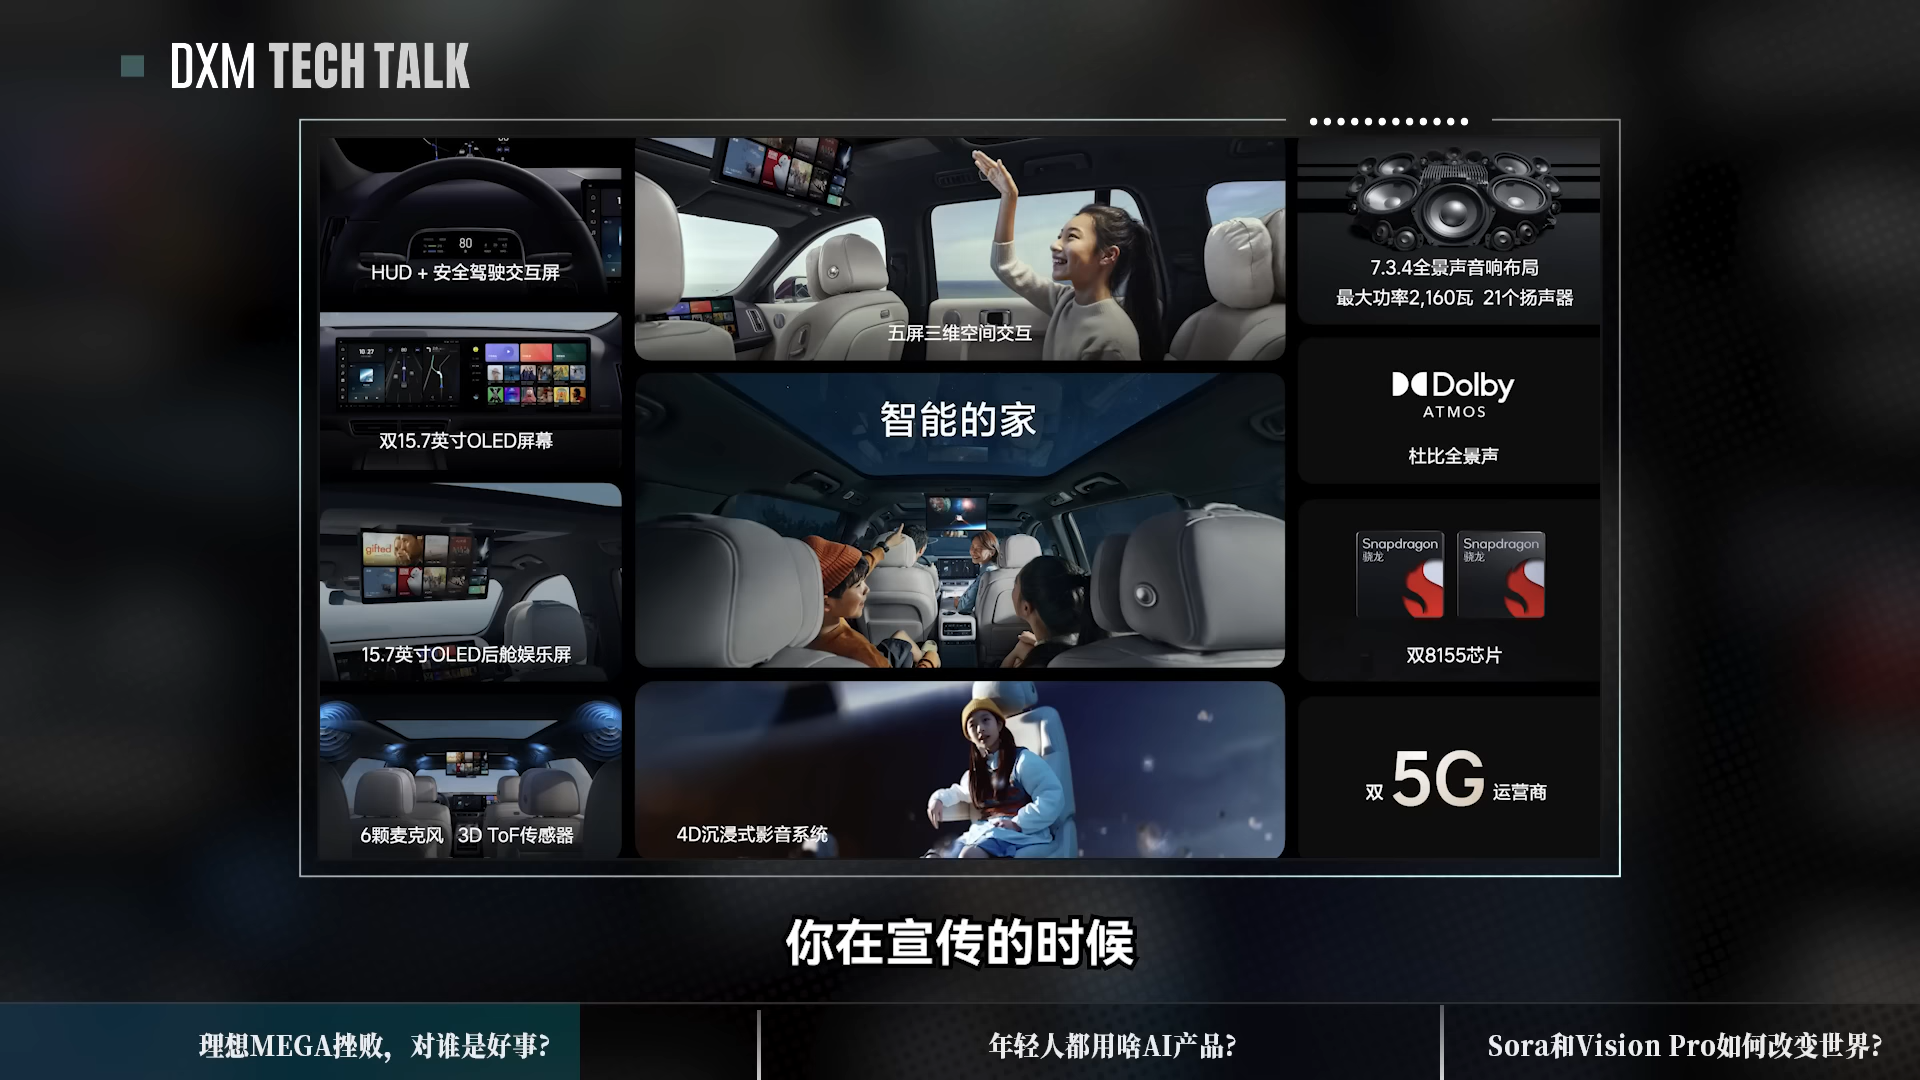 DXM TECH TALK
80
HUD + 安全驾驶交互屏
五屏三维空间交互
7.3.4全景声音响布局
最大功率2,160瓦 21个扬声器
10:27
双15.7英寸OLED屏幕
智能的家
Dolby
ATMOS
杜比全景声
gifted
15.7英寸OLED后舱娱乐屏
Snapdragon
骁龙
Snapdragon
骁龙
双8155芯片
6颗麦克风 3D ToF传感器
4D沉浸式影音系统
双5G运营商
你在宣传的时候
理想MEGA挫败，对谁是好事?
年轻人都用啥AI产品?
Sora和Vision Pro如何改变世界?